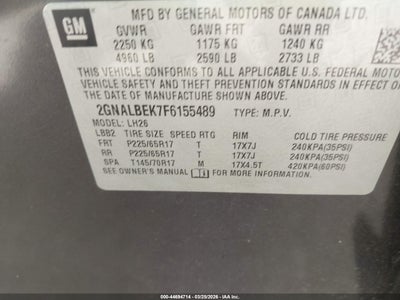 MFD BY GENERAL MOTORS OF CANADA LTD.
GM
GVWR GAWR FRT GAWR RR
2250 KG 1175 KG 1240 KG
4960 LB 2590 LB 2733 LB
THIS VEHICLE CONFORMS TO ALL APPLICABLE U.S. FEDERAL MOTOR
VEHICLE SAFETY, BUMPER, AND THEFT PREVENTION STANDARDS IN
EFFECT ON THE DATE OF MANUFACTURE SHOWN ABOVE.
2GNALBEK7F6155489 TYPE: M.P.V.
MODEL: LH26
LBB2 TIRE SIZE SPEED RTG RIM COLD TIRE PRESSURE
FRT P225/65R17 T 17X7J 240KPA(35PSI)
RR P225/65R17 T 17X7J 240KPA(35PSI)
SPA T145/70R17 M 17X4.5T 420KPA(60PSI)
SEE OWNER'S MANUAL FOR MORE INFORMATION.
000-44694714 - 03/20/2026 - IAA, Inc.